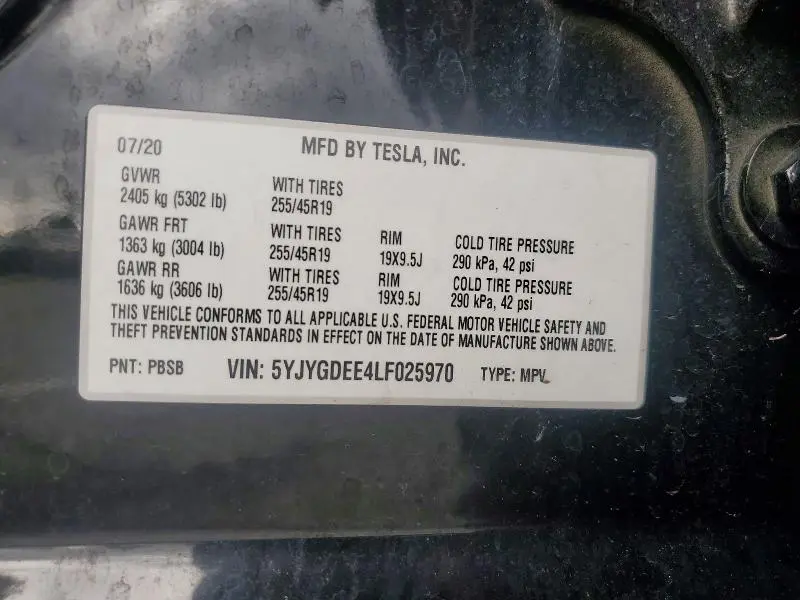 07/20 MFD BY TESLA, INC.
GVWR
2405 kg (5302 lb) WITH TIRES
255/45R19
GAWR FRT WITH TIRES RIM COLD TIRE PRESSURE
1363 kg (3004 lb) 255/45R19 19X9.5J 290 kPa, 42 psi
GAWR RR WITH TIRES RIM COLD TIRE PRESSURE
1636 kg (3606 lb) 255/45R19 19X9.5J 290 kPa, 42 psi
THIS VEHICLE CONFORMS TO ALL APPLICABLE U.S. FEDERAL MOTOR VEHICLE SAFETY AND
THEFT PREVENTION STANDARDS IN EFFECT ON THE DATE OF MANUFACTURE SHOWN ABOVE.
PNT: PBSB VIN: 5YJYGDEE4LF025970 TYPE: MPV